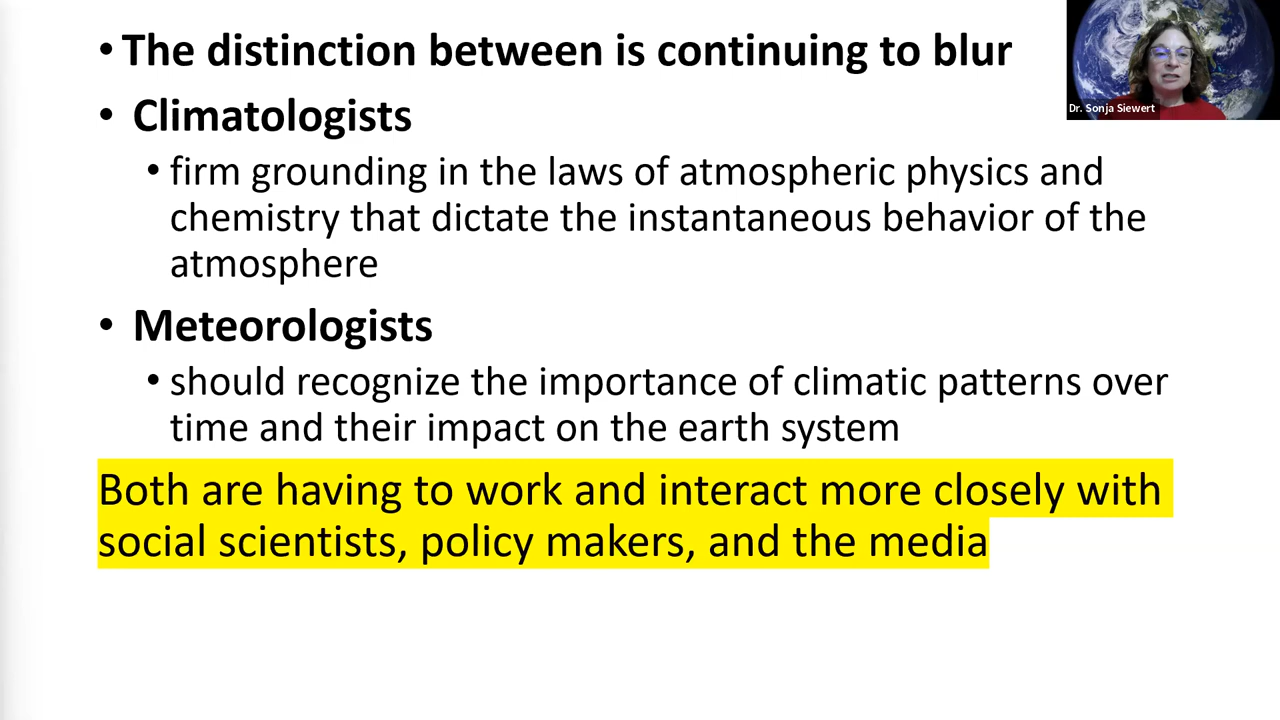 • The distinction between is continuing to blur
• Climatologists
• firm grounding in the laws of atmospheric physics and
chemistry that dictate the instantaneous behavior of the
atmosphere
• Meteorologists
• should recognize the importance of climatic patterns over
time and their impact on the earth system
Both are having to work and interact more closely with
social scientists, policy makers, and the media
Dr. Sonja Siewert